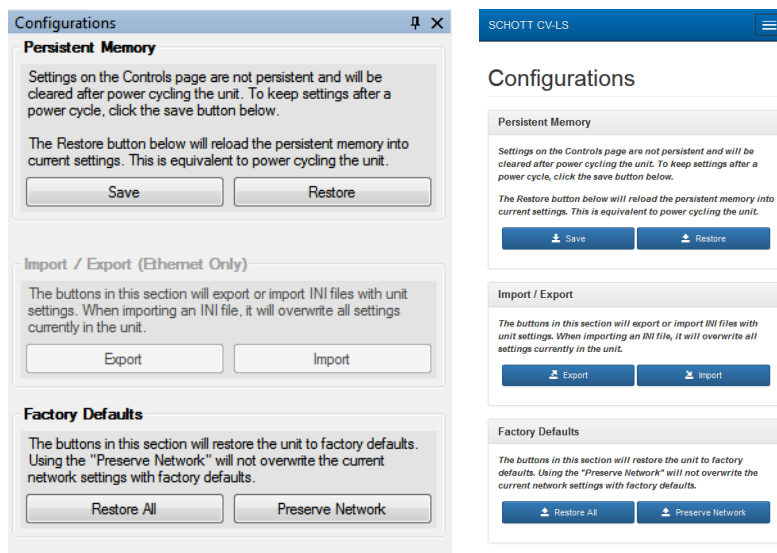 Configurations
Persistent Memory
Settings on the Controls page are not persistent and will be
cleared after power cycling the unit. To keep settings after a
power cycle, click the save button below.
The Restore button below will reload the persistent memory into
current settings. This is equivalent to power cycling the unit.
Save Restore
Import / Export (Ethernet Only)
The buttons in this section will export or import INI files with unit
settings. When importing an INI file, it will overwrite all settings
currently in the unit.
Export Import
Factory Defaults
The buttons in this section will restore the unit to factory defaults.
Using the "Preserve Network" will not overwrite the current
network settings with factory defaults.
Restore All Preserve Network
SCHOTT CV-LS
Configurations
Persistent Memory
Settings on the Controls page are not persistent and will be
cleared after power cycling the unit. To keep settings after a
power cycle, click the save button below.
The Restore button below will reload the persistent memory into
current settings. This is equivalent to power cycling the unit.
Save Restore
Import / Export
The buttons in this section will export or import INI files with
unit settings. When importing an INI file, it will overwrite all
settings currently in the unit.
Export Import
Factory Defaults
The buttons in this section will restore the unit to factory
defaults. Using the "Preserve Network" will not overwrite the
current network settings with factory defaults.
Restore All Preserve Network